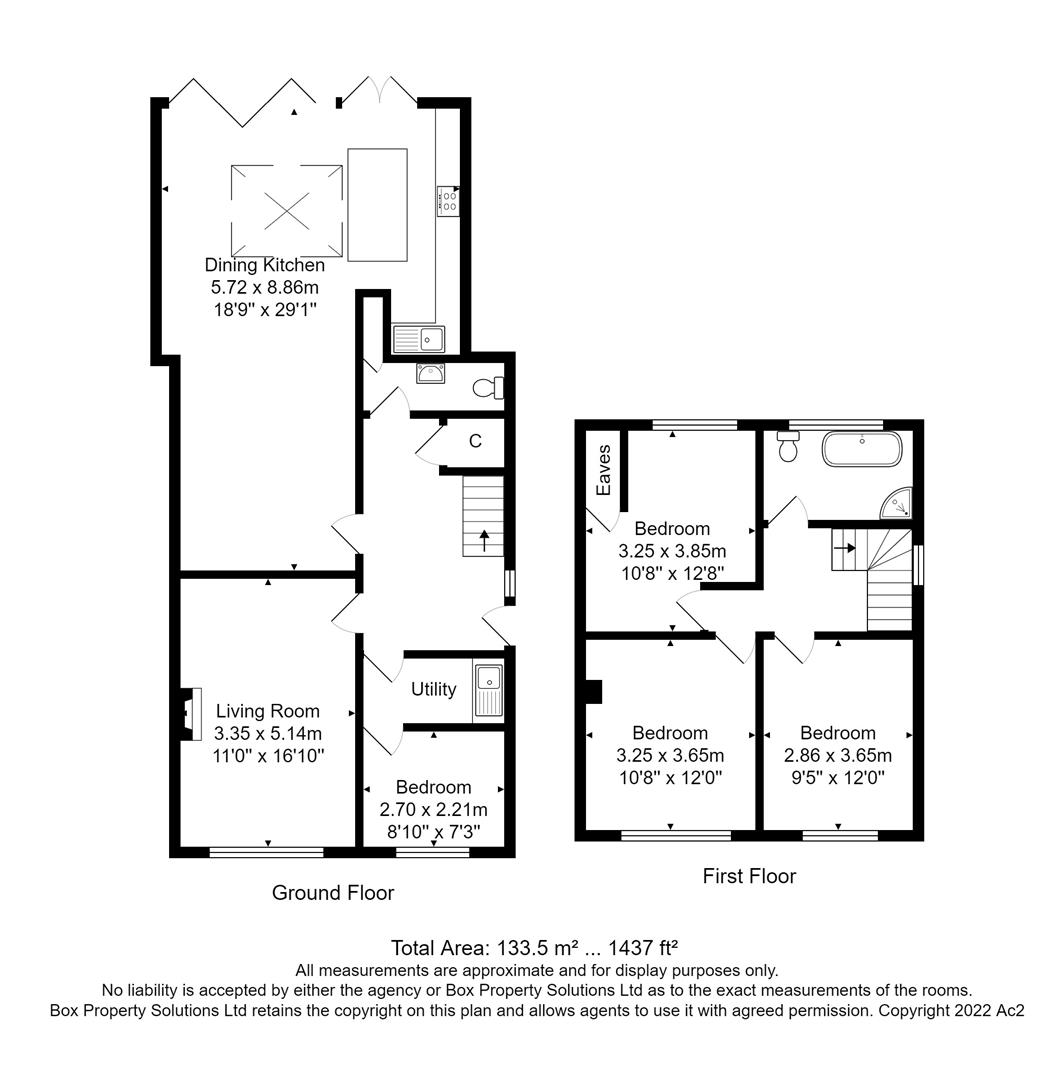 Dining Kitchen
5.72 x 8.86m
18'9" x 29'1"
C
Utility
Living Room
3.35 x 5.14m
11'0" x 16'10"
Bedroom
2.70 x 2.21m
8'10" x 7'3"
Ground Floor
Eaves
Bedroom
3.25 x 3.85m
10'8" x 12'8"
Bedroom
3.25 x 3.65m
10'8" x 12'0"
Bedroom
2.86 x 3.65m
9'5" x 12'0"
First Floor
Total Area: 133.5 m² ... 1437 ft²
All measurements are approximate and for display purposes only.
No liability is accepted by either the agency or Box Property Solutions Ltd as to the exact measurements of the rooms.
Box Property Solutions Ltd retains the copyright on this plan and allows agents to use it with agreed permission. Copyright 2022 Ac2